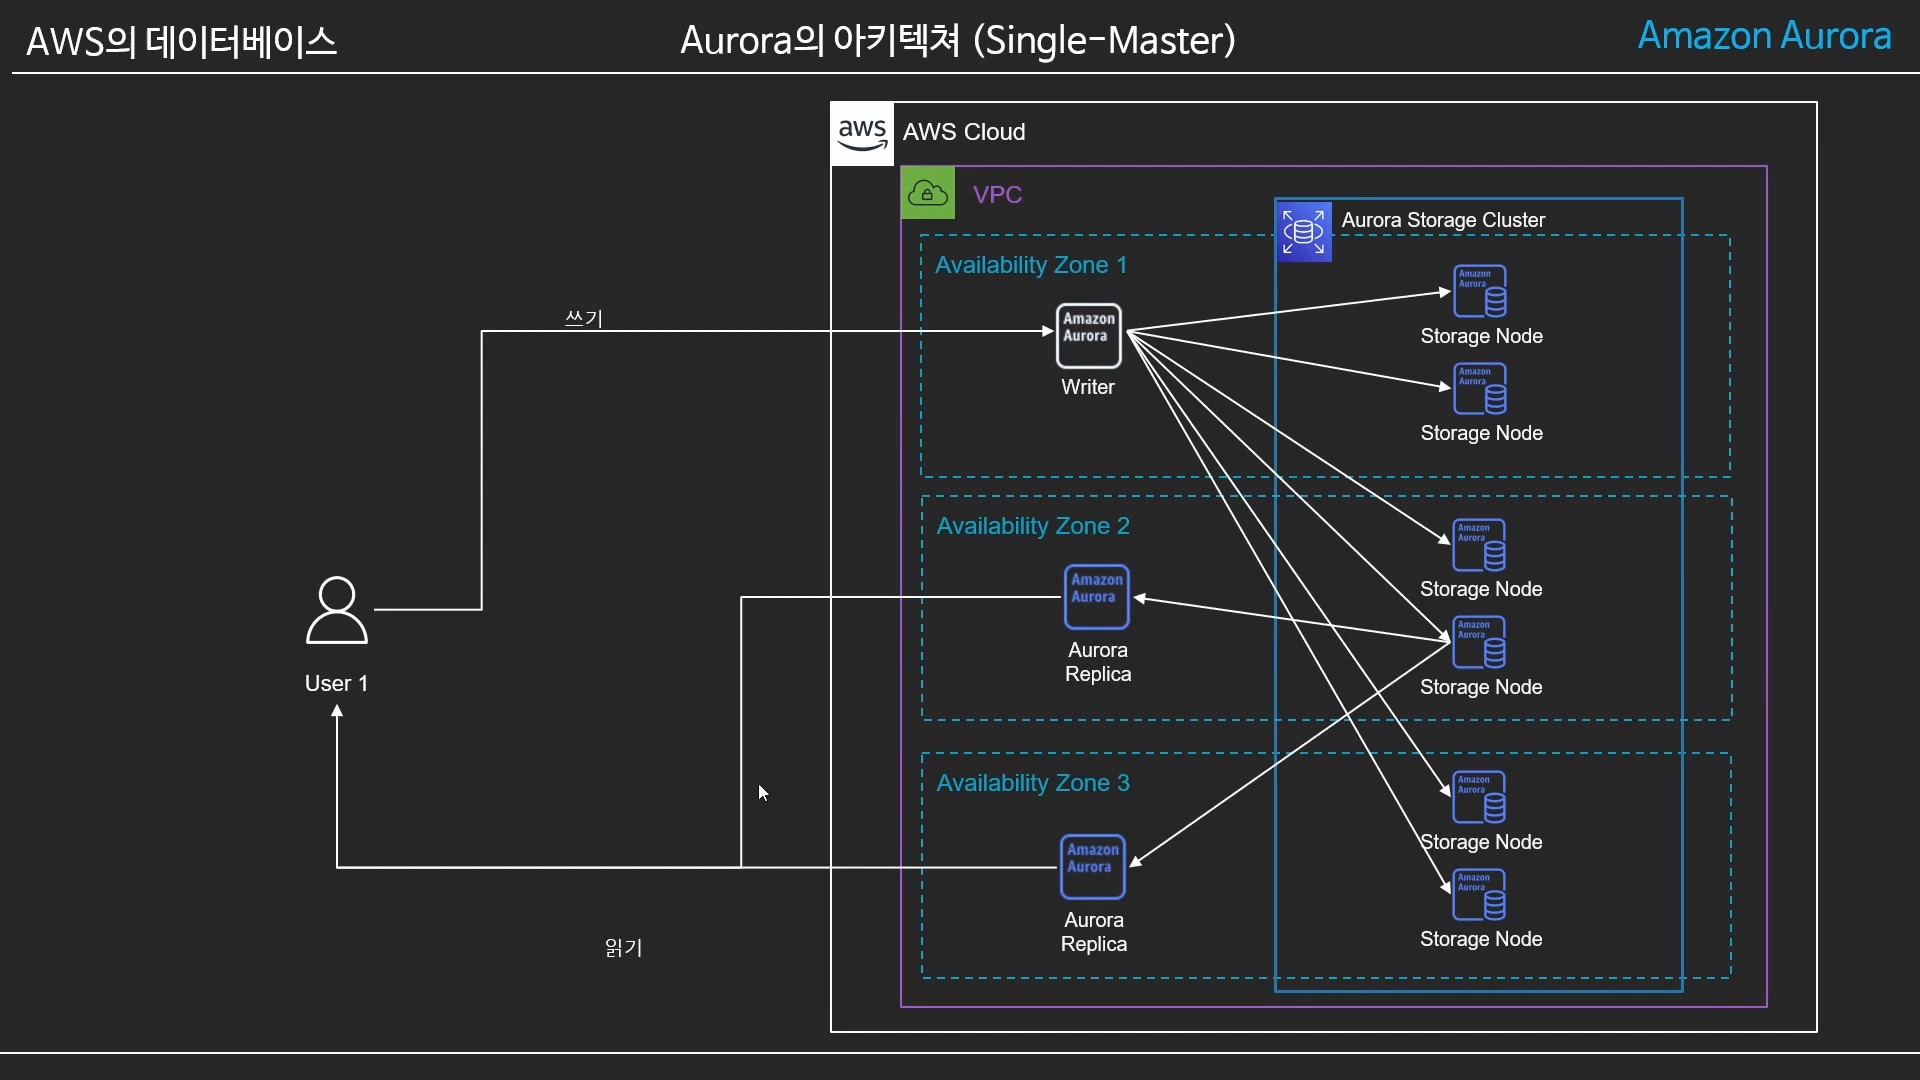 AWS의 데이터베이스
Aurora의 아키텍쳐 (Single-Master)
Amazon Aurora
aws
AWS Cloud
VPC
Aurora Storage Cluster
Availability Zone 1
쓰기
Amazon
Aurora
Writer
Amazon
Aurora
Storage Node
Amazon
Aurora
Storage Node
Availability Zone 2
Amazon
Aurora
Aurora
Replica
Amazon
Aurora
Storage Node
Amazon
Aurora
Storage Node
User 1
Availability Zone 3
Amazon
Aurora
Aurora
Replica
Amazon
Aurora
Storage Node
Amazon
Aurora
Storage Node
읽기